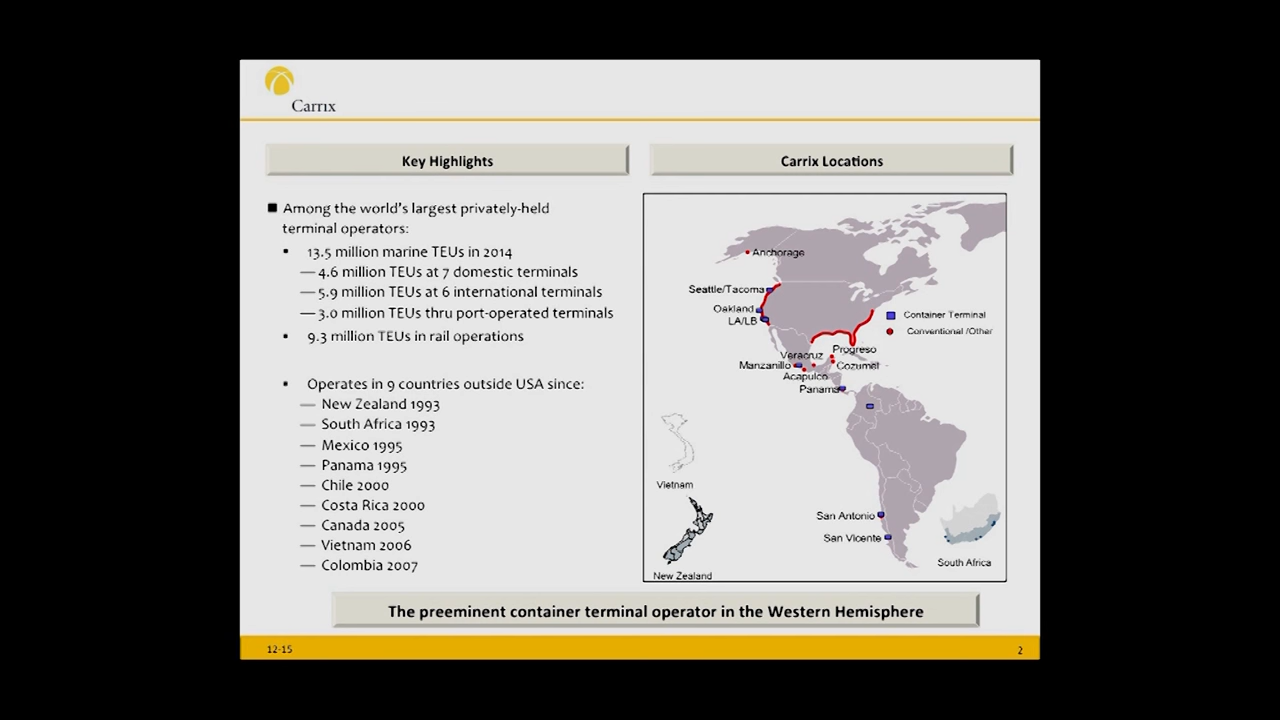 Carrix
Key Highlights
Among the world's largest privately-held
terminal operators:
13.5 million marine TEUs in 2014
— 4.6 million TEUs at 7 domestic terminals
— 5.9 million TEUs at 6 international terminals
— 3.0 million TEUs thru port-operated terminals
9.3 million TEUs in rail operations
Operates in 9 countries outside USA since:
— New Zealand 1993
— South Africa 1993
— Mexico 1995
— Panama 1995
— Chile 2000
— Costa Rica 2000
— Canada 2005
— Vietnam 2006
— Colombia 2007
Carrix Locations
Anchorage
Seattle/Tacoma
Oakland
LA/LB
Container Terminal
Conventional /Other
Progreso
Veracruz
Manzanillo
Cozumel
Acapulco
Panama
Vietnam
San Antonio
San Vicente
South Africa
New Zealand
The preeminent container terminal operator in the Western Hemisphere
12-15
2